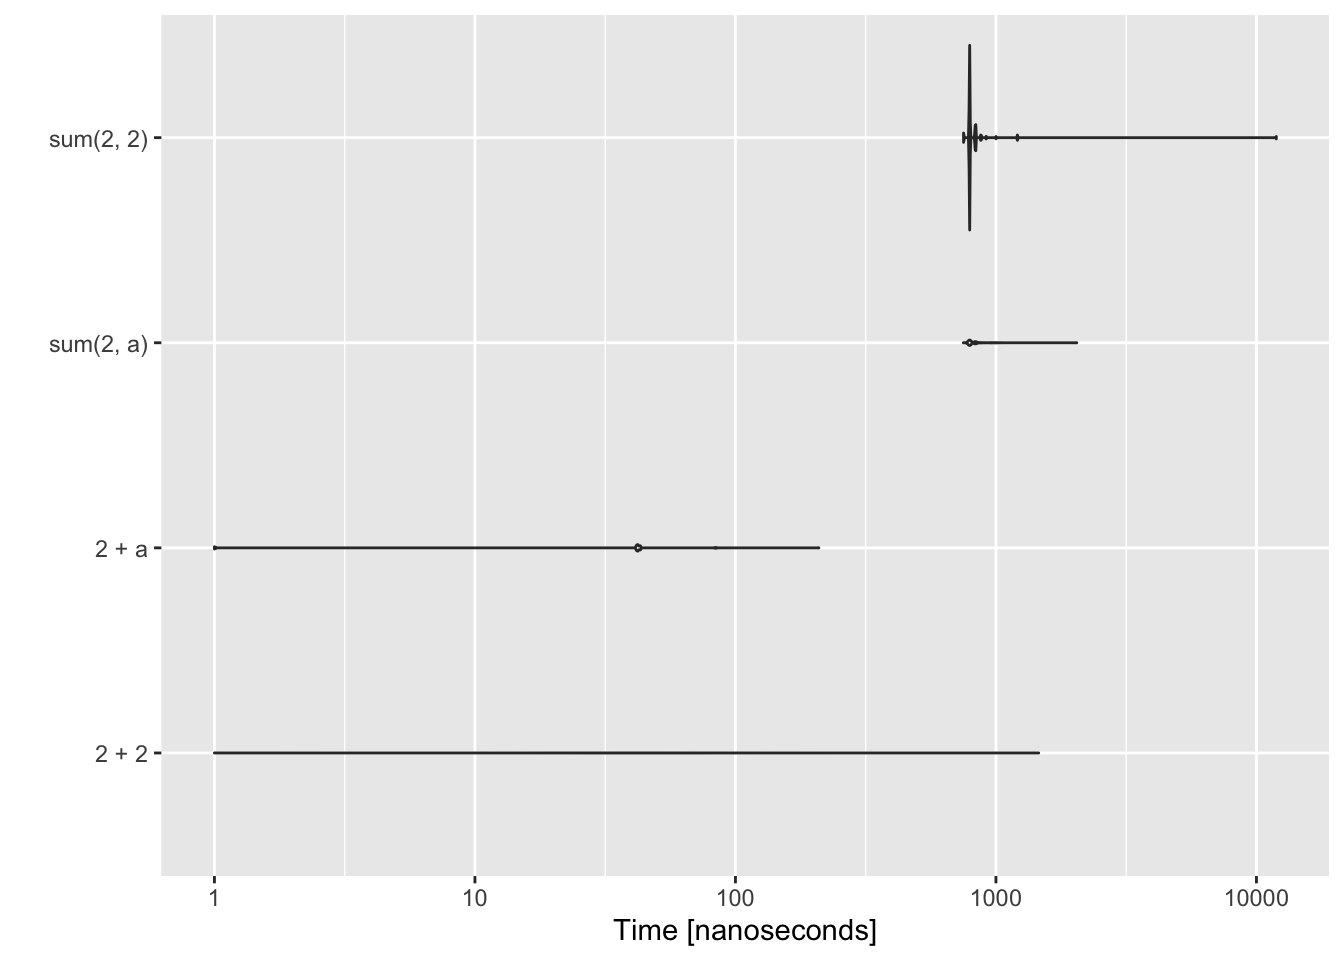 sum(2, 2)
sum(2, a)
2 + a
2 + 2
1 10 100 1000 10000
Time [nanoseconds]